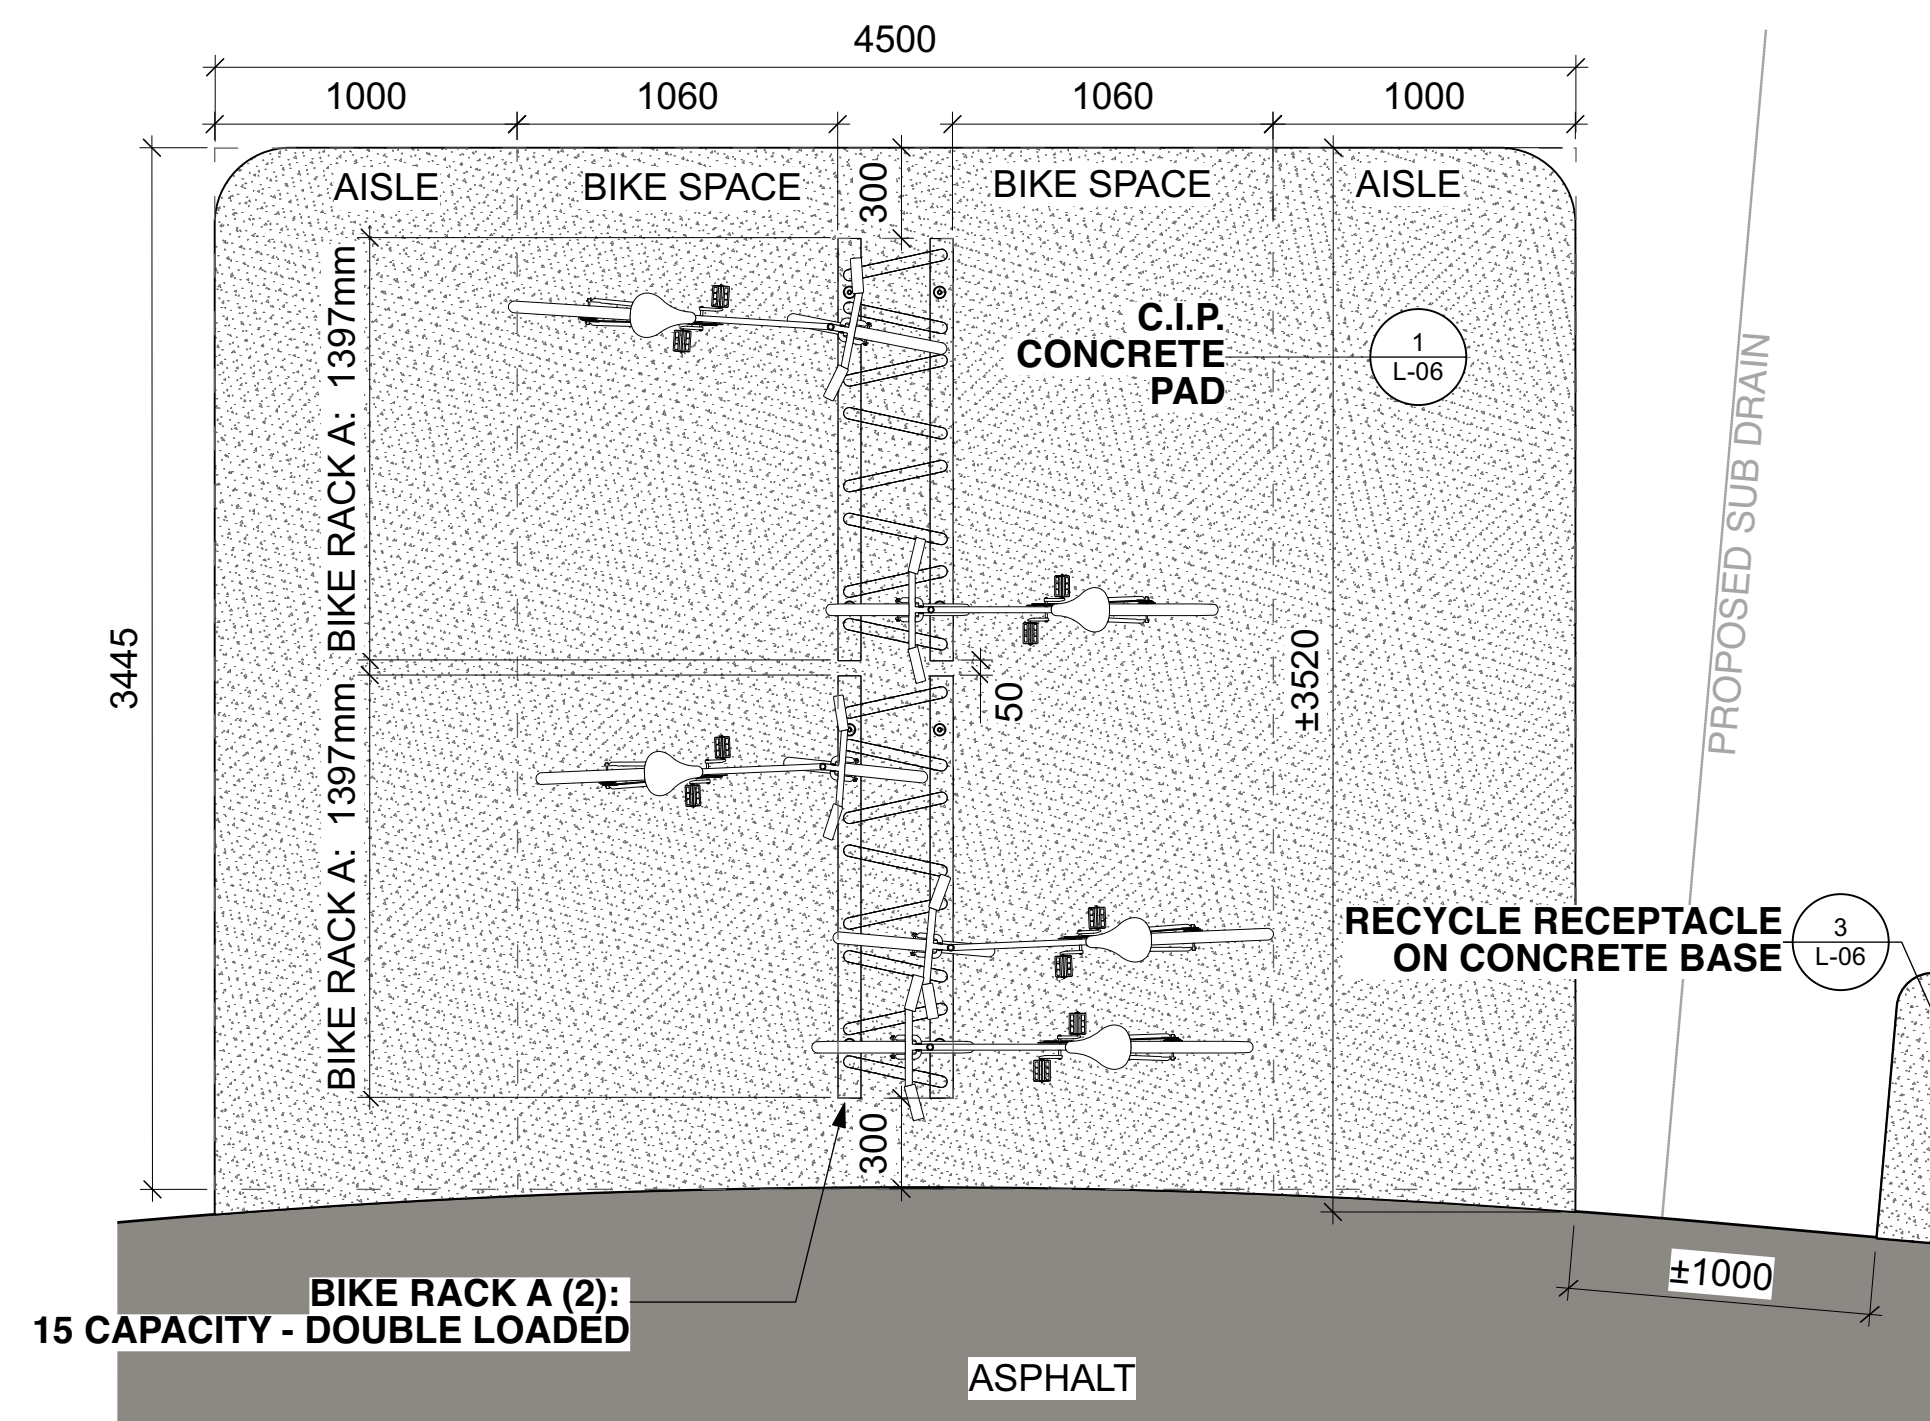 4500
1000
1060
1060
1000
AISLE
BIKE SPACE
300
BIKE SPACE
AISLE
BIKE RACK A: 1397mm
C.I.P.
CONCRETE
PAD
1
L-06
PROPOSED SUB DRAIN
3445
±3520
50
BIKE RACK A: 1397mm
RECYCLE RECEPTACLE
ON CONCRETE BASE
3
L-06
300
±1000
BIKE RACK A (2):
15 CAPACITY - DOUBLE LOADED
ASPHALT